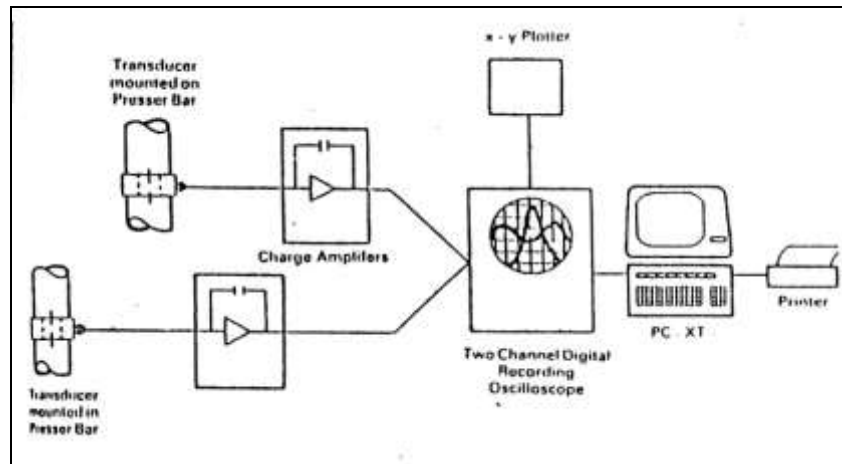 x - y Plotter
Transducer
mounted on
Presser Bar
Charge Amplifers
Two Channel Digital
Recording
Oscilloscope
PC - XT
Printer
Transducer
mounted in
Presser Bar